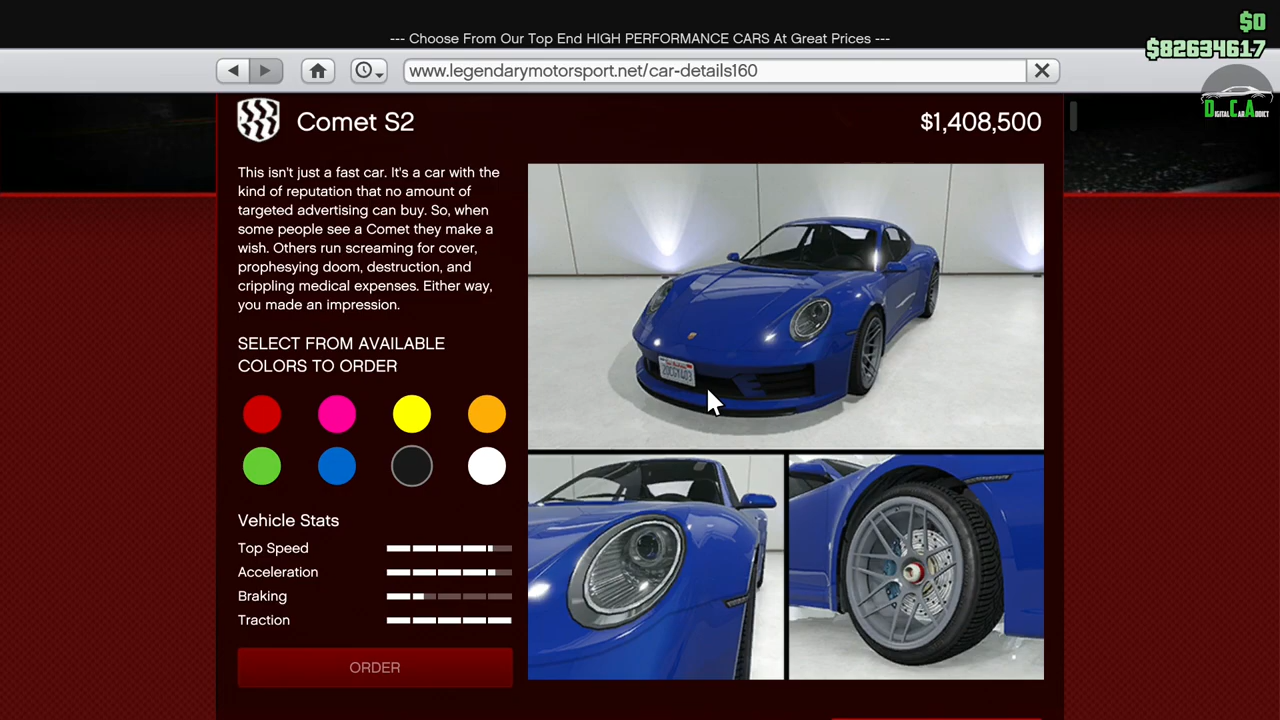 $0
--- Choose From Our Top End HIGH PERFORMANCE CARS At Great Prices ---
$82634617
www.legendarymotorsport.net/car-details160
DIGITALCARADDICT
Comet S2
$1,408,500
This isn't just a fast car. It's a car with the
kind of reputation that no amount of
targeted advertising can buy. So, when
some people see a Comet they make a
wish. Others run screaming for cover,
prophesying doom, destruction, and
crippling medical expenses. Either way,
you made an impression.
SELECT FROM AVAILABLE
COLORS TO ORDER
Vehicle Stats
Top Speed
Acceleration
Braking
Traction
ORDER